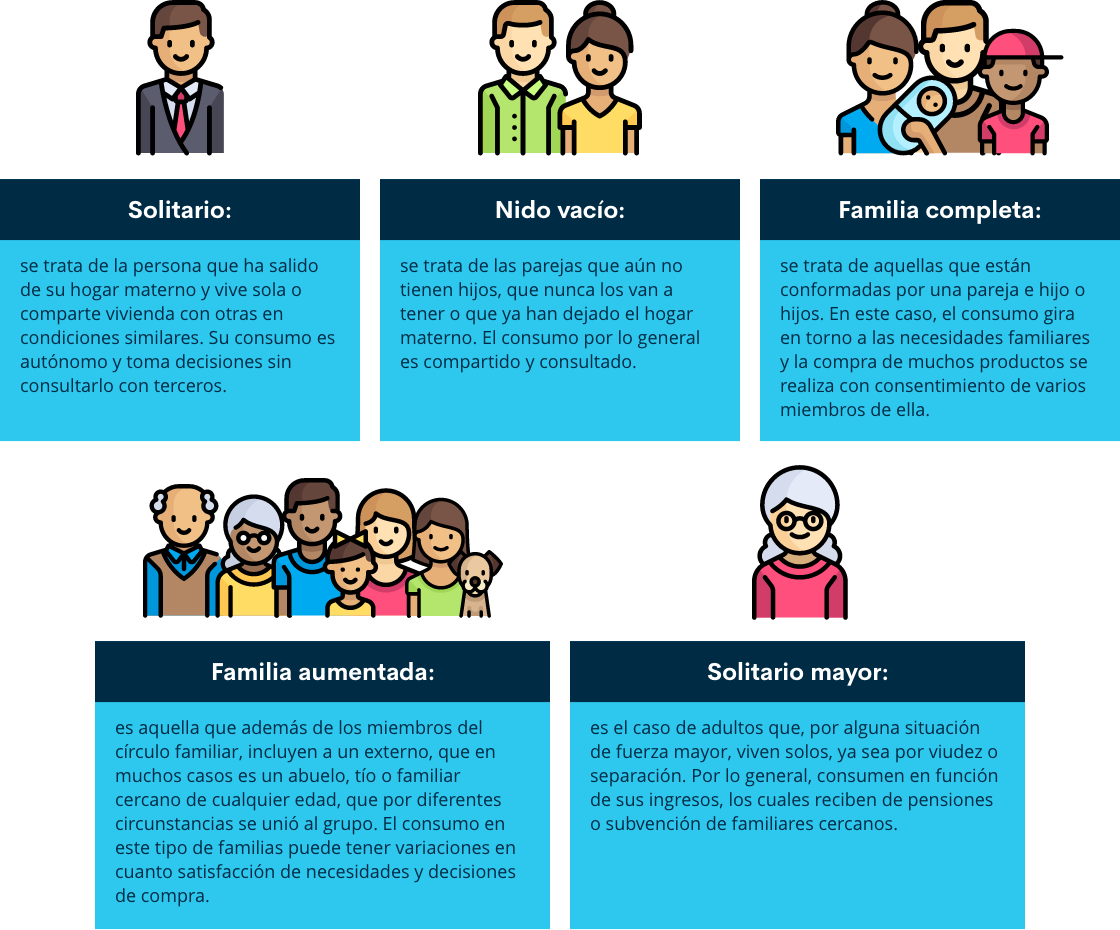 Solitario:
se trata de la persona que ha salido
de su hogar materno y vive sola o
comparte vivienda con otras en
condiciones similares. Su consumo es
autónomo y toma decisiones sin
consultarlo con terceros.
Nido vacío:
se trata de las parejas que aún no
tienen hijos, que nunca los van a
tener o que ya han dejado el hogar
materno. El consumo por lo general
es compartido y consultado.
Familia completa:
se trata de aquellas que están
conformadas por una pareja e hijo o
hijos. En este caso, el consumo gira
en torno a las necesidades familiares
y la compra de muchos productos se
realiza con consentimiento de varios
miembros de ella.
Familia aumentada:
es aquella que además de los miembros del
círculo familiar, incluyen a un externo, que en
muchos casos es un abuelo, tío o familiar
cercano de cualquier edad, que por diferentes
circunstancias se unió al grupo. El consumo en
este tipo de familias puede tener variaciones en
cuanto satisfacción de necesidades y decisiones
de compra.
Solitario mayor:
es el caso de adultos que, por alguna situación
de fuerza mayor, viven solos, ya sea por viudez o
separación. Por lo general, consumen en función
de sus ingresos, los cuales reciben de pensiones
o subvención de familiares cercanos.